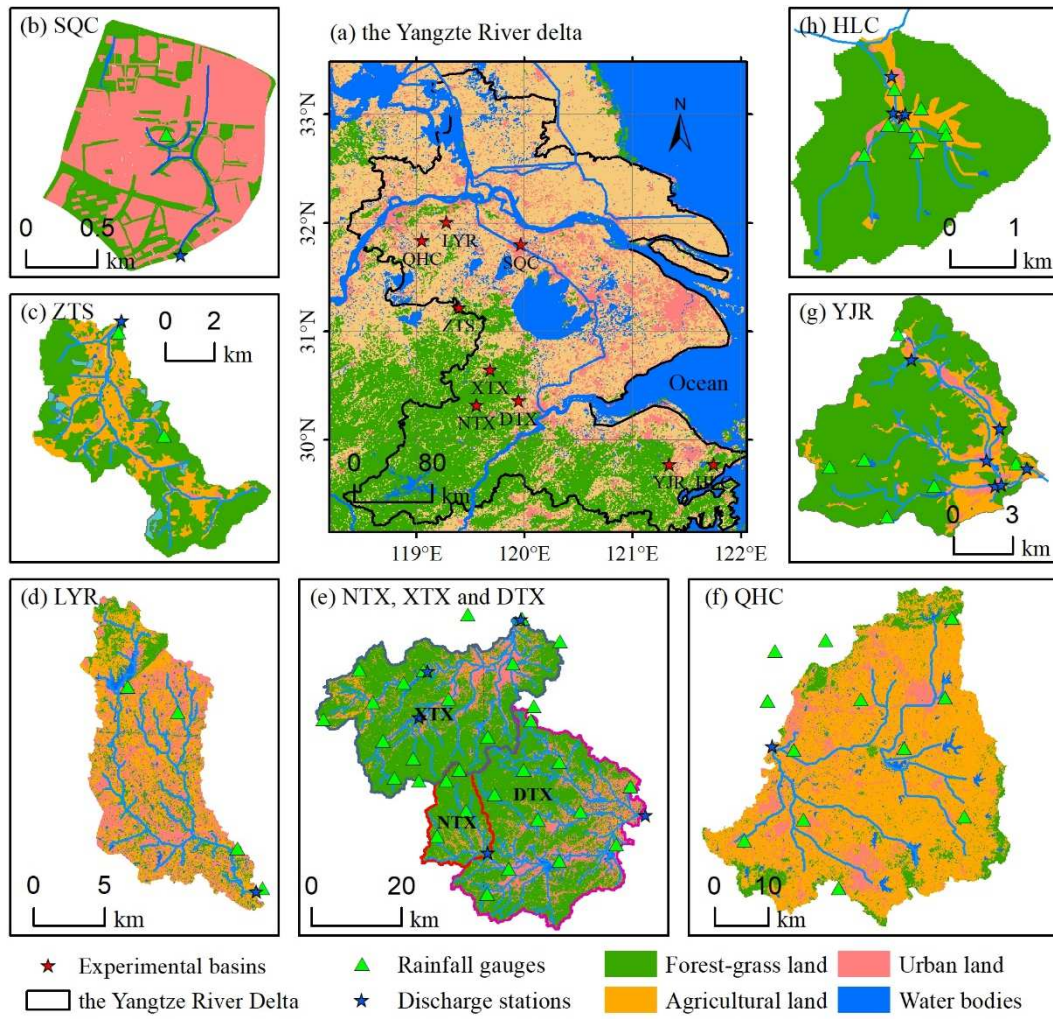 (b) SQC
0 0.5
km
(a) the Yangzte River delta
N
33°N
32°N
31°N
30°N
LYR
QHC
SQC
ZTS
XTX
NTX
DTX
Ocean
YJR
0 80
km
119°E 120°E 121°E 122°E
(h) HLC
0 1
km
(c) ZTS
0 2
km
(g) YJR
0 3
km
(d) LYR
0 5
km
(e) NTX, XTX and DTX
XTX
DTX
NTX
0 20
km
(f) QHC
0 10
km
Experimental basins
Rainfall gauges
Forest-grass land
Urban land
the Yangtze River Delta
Discharge stations
Agricultural land
Water bodies